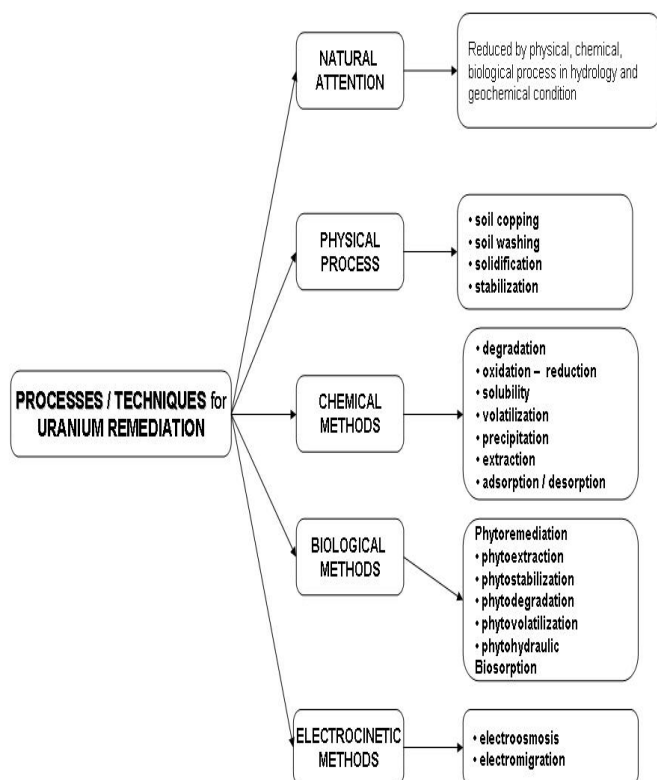 NATURAL
ATTENTION
Reduced by physical, chemical,
biological process in hydrology and
geochemical condition
PHYSICAL
PROCESS
• soil copping
• soil washing
• solidification
• stabilization
PROCESSES / TECHNIQUES for
URANIUM REMEDIATION
CHEMICAL
METHODS
• degradation
• oxidation – reduction
• solubility
• volatilization
• precipitation
• extraction
• adsorption / desorption
BIOLOGICAL
METHODS
Phytoremediation
• phytoextraction
• phytostabilization
• phytodegradation
• phytovolatilization
• phytohydraulic
Biosorption
ELECTROCINETIC
METHODS
• electroosmosis
• electromigration